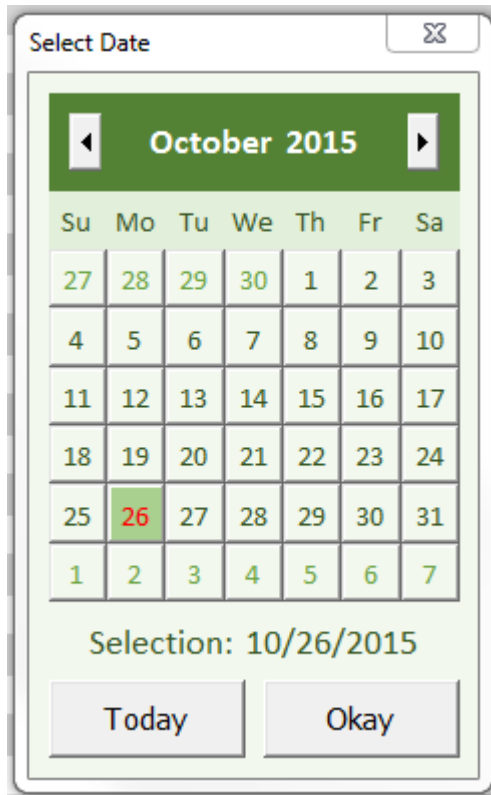 Select Date
October 2015
Su Mo Tu We Th Fr Sa
27 28 29 30 1 2 3
4 5 6 7 8 9 10
11 12 13 14 15 16 17
18 19 20 21 22 23 24
25 26 27 28 29 30 31
1 2 3 4 5 6 7
Selection: 10/26/2015
Today Okay